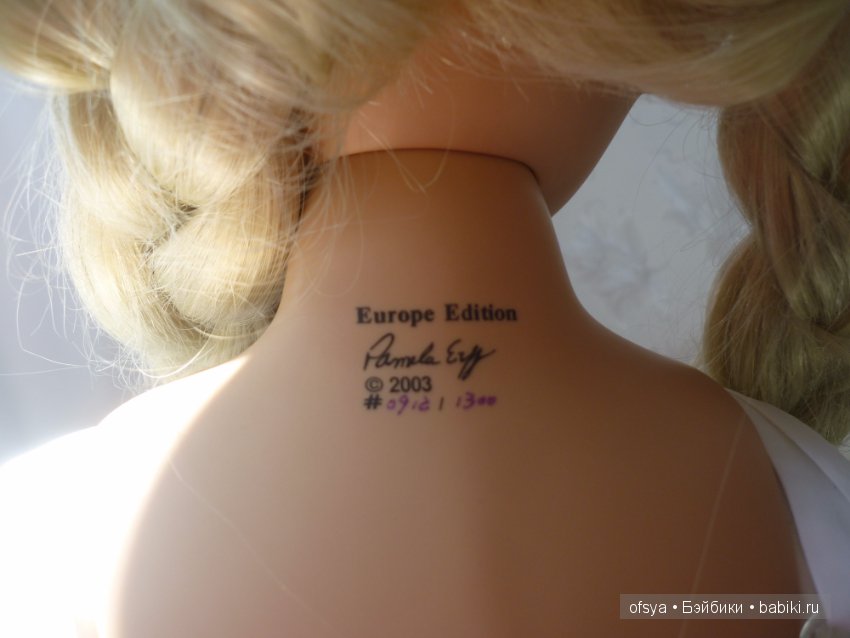 Europe Edition
Pamela Erff
© 2003
# 0912 / 1300
ofsya • Бэйбики • babiki.ru